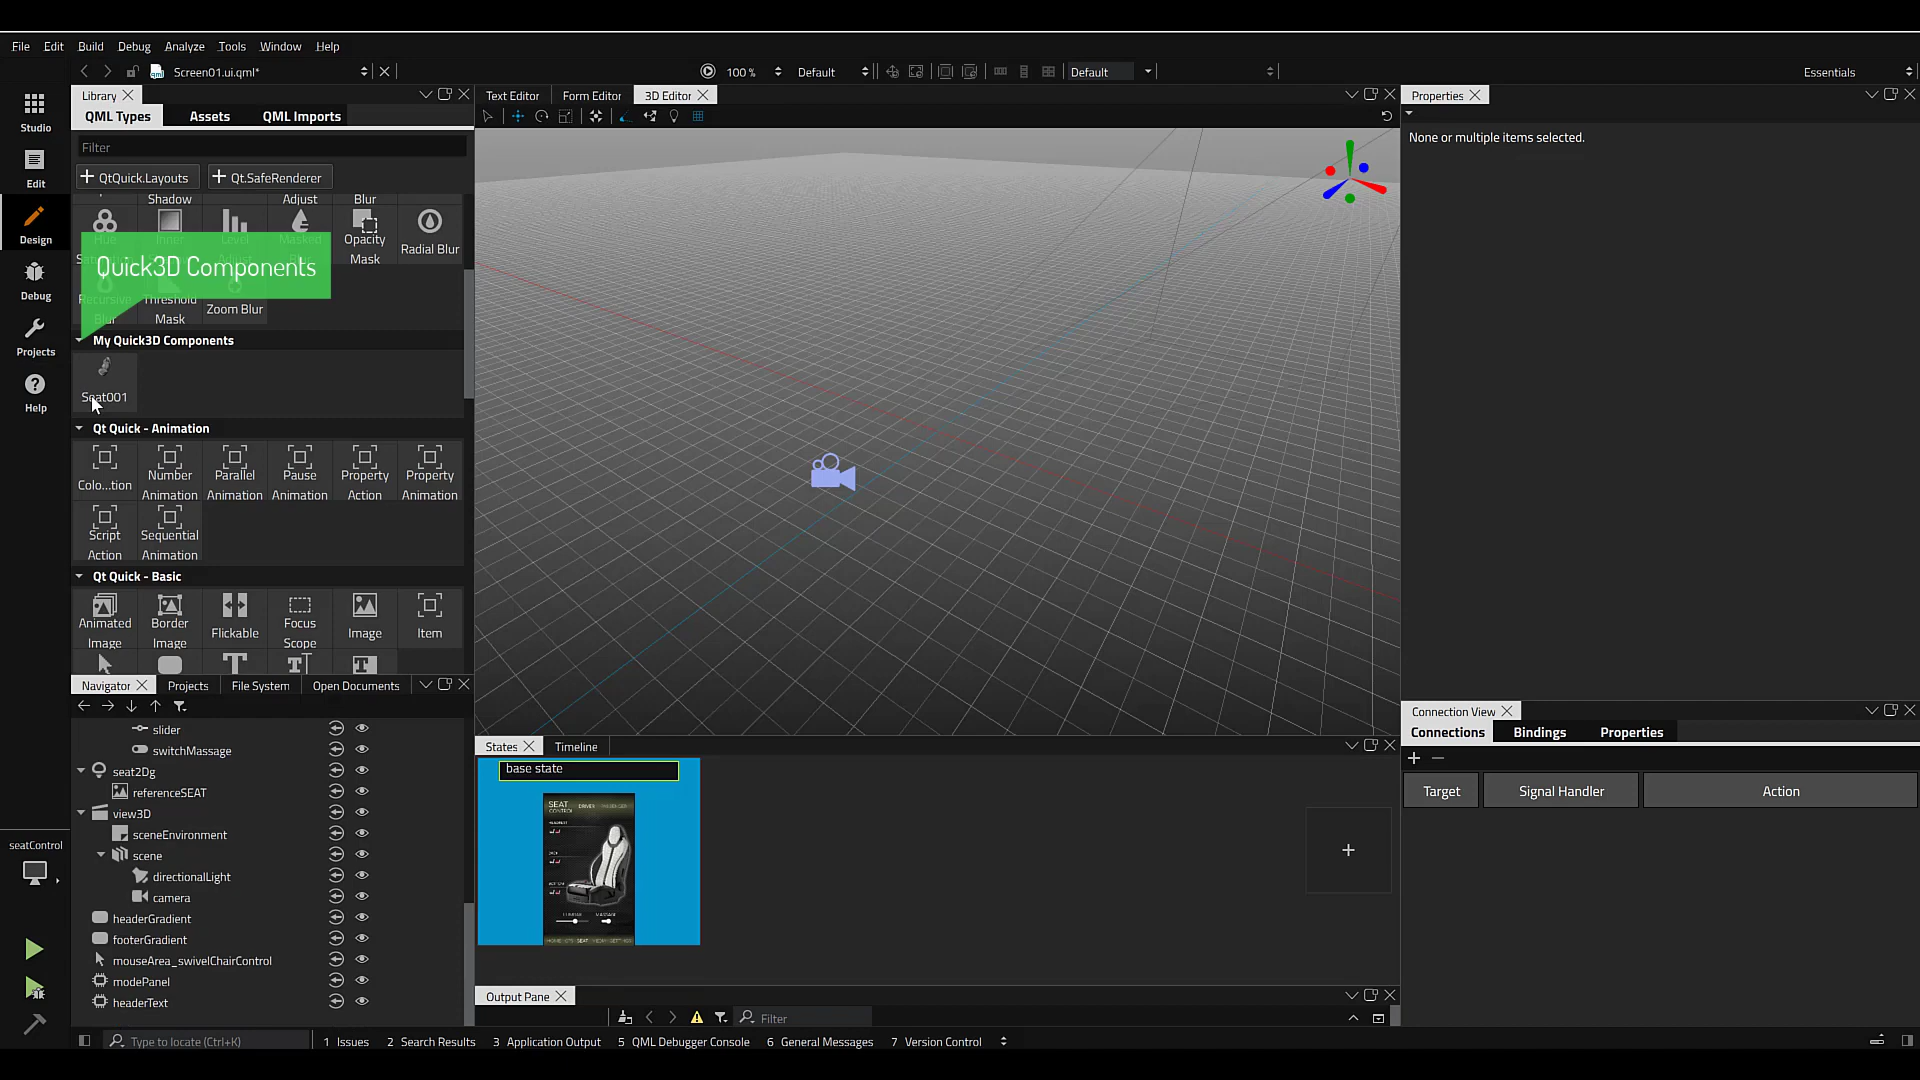 File Edit Build Debug Analyze Tools Window Help
Screen01.ui.qml* 100 % Default Default Essentials
Library
QML Types Assets QML Imports
Filter
QtQuick.Layouts Qt.SafeRenderer
Shadow Adjust Blur
Opacity
Mask
Radial Blur
Quick3D Components
Threshold
Mask
Zoom Blur
My Quick3D Components
Seat001
Qt Quick - Animation
Colo...tion
Number
Animation
Parallel
Animation
Pause
Animation
Property
Action
Property
Animation
Script
Action
Sequential
Animation
Qt Quick - Basic
Animated
Image
Border
Image
Flickable
Focus
Scope
Image
Item
Studio
Edit
Design
Debug
Projects
Help
seatControl
Navigator Projects File System Open Documents
slider
switchMassage
seat2Dg
referenceSEAT
view3D
sceneEnvironment
scene
directionalLight
camera
headerGradient
footerGradient
mouseArea_swivelChairControl
modePanel
headerText
Text Editor Form Editor 3D Editor
States Timeline
base state
SEAT
CONTROL
DRIVER
+
Output Pane
Filter
Properties
None or multiple items selected.
Connection View
Connections Bindings Properties
Target Signal Handler Action
Type to locate (Ctrl+K) 1 Issues 2 Search Results 3 Application Output 5 QML Debugger Console 6 General Messages 7 Version Control